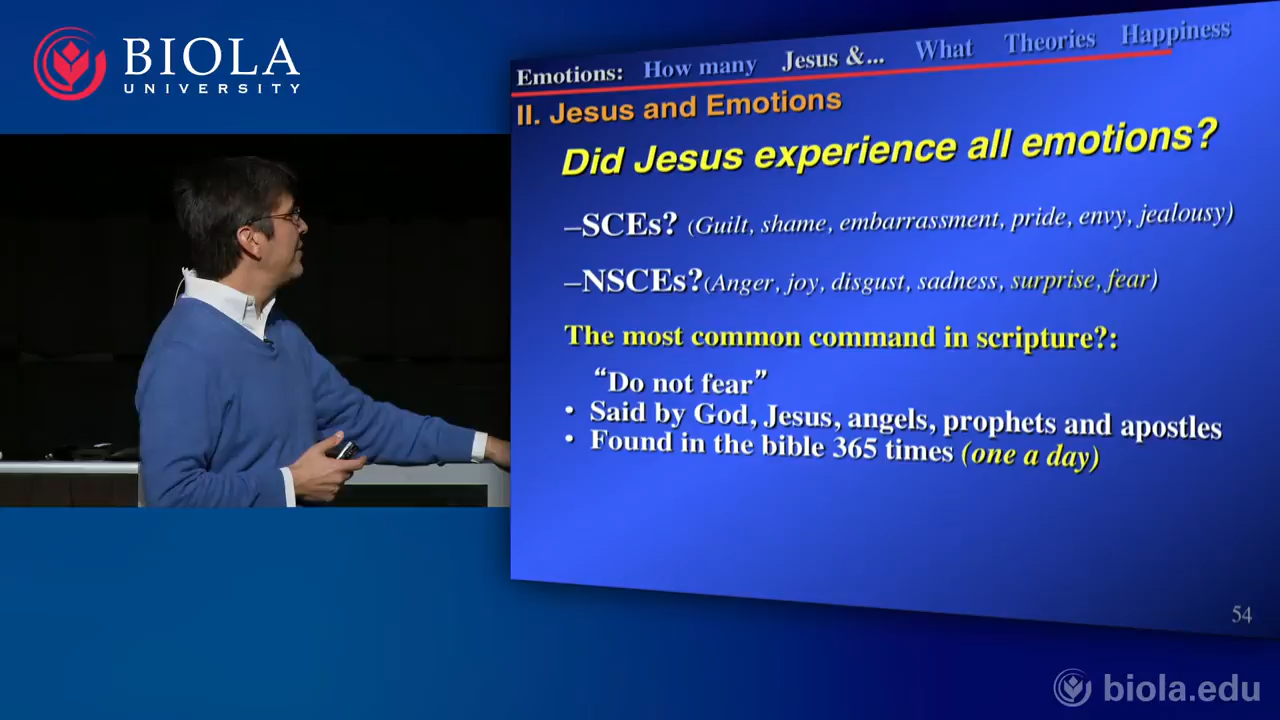 BIOLA
UNIVERSITY
Emotions: How many Jesus &... What Theories Happiness
II. Jesus and Emotions
Did Jesus experience all emotions?
–SCEs? (Guilt, shame, embarrassment, pride, envy, jealousy)
–NSCEs?(Anger, joy, disgust, sadness, surprise, fear)
The most common command in scripture?:
“Do not fear”
• Said by God, Jesus, angels, prophets and apostles
• Found in the bible 365 times (one a day)
54
biola.edu